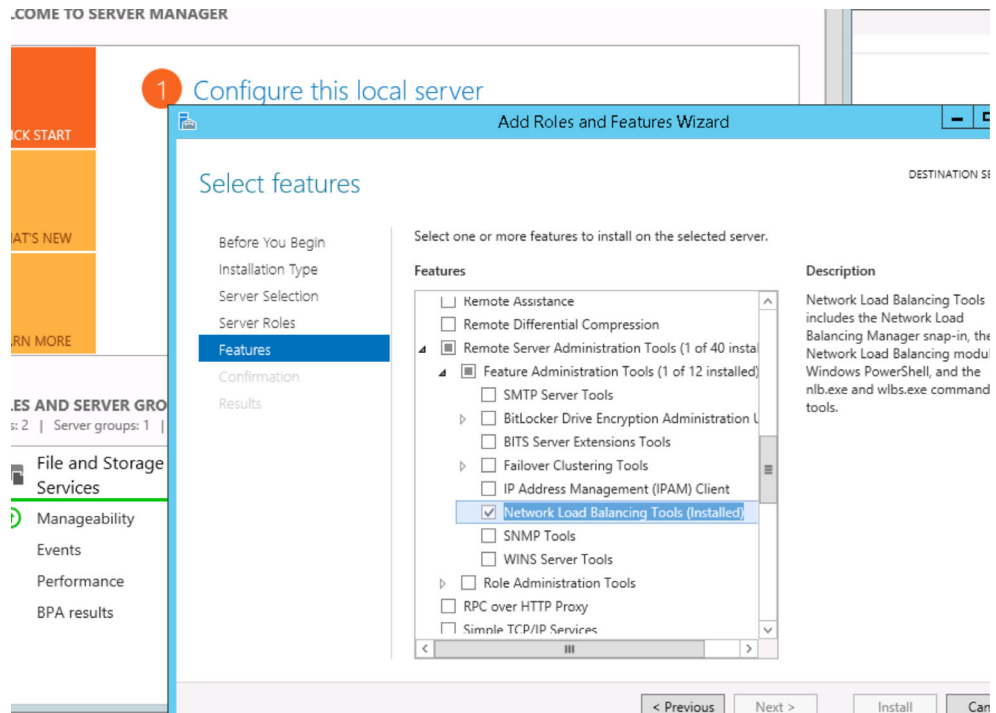 LCOME TO SERVER MANAGER
1 Configure this local server
ICK START
AT'S NEW
RN MORE
LES AND SERVER GRO
s: 2 | Server groups: 1 |
File and Storage
Services
Manageability
Events
Performance
BPA results
Add Roles and Features Wizard
Select features
DESTINATION SE
Before You Begin
Installation Type
Server Selection
Server Roles
Features
Confirmation
Results
Select one or more features to install on the selected server.
Features
Remote Assistance
Remote Differential Compression
Remote Server Administration Tools (1 of 40 instal
Feature Administration Tools (1 of 12 installed)
SMTP Server Tools
BitLocker Drive Encryption Administration U
BITS Server Extensions Tools
Failover Clustering Tools
IP Address Management (IPAM) Client
Network Load Balancing Tools (Installed)
SNMP Tools
WINS Server Tools
Role Administration Tools
RPC over HTTP Proxy
Simple TCP/IP Services
Description
Network Load Balancing Tools
includes the Network Load
Balancing Manager snap-in, the
Network Load Balancing modul
Windows PowerShell, and the
nlb.exe and wlbs.exe command
tools.
< Previous
Next >
Install
Can